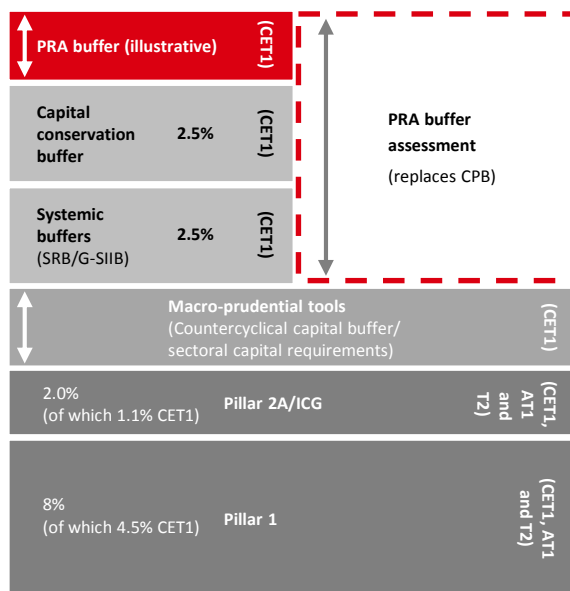 PRA buffer (illustrative)
(CET1)
Capital
conservation
buffer
2.5%
(CET1)
PRA buffer
assessment
(replaces CPB)
Systemic
buffers
(SRB/G-SIIB)
2.5%
(CET1)
Macro-prudential tools
(Countercyclical capital buffer/
sectoral capital requirements)
(CET1)
2.0%
(of which 1.1% CET1)
Pillar 2A/ICG
(CET1,
AT1
and
T2)
8%
(of which 4.5% CET1)
Pillar 1
(CET1, AT1
and T2)